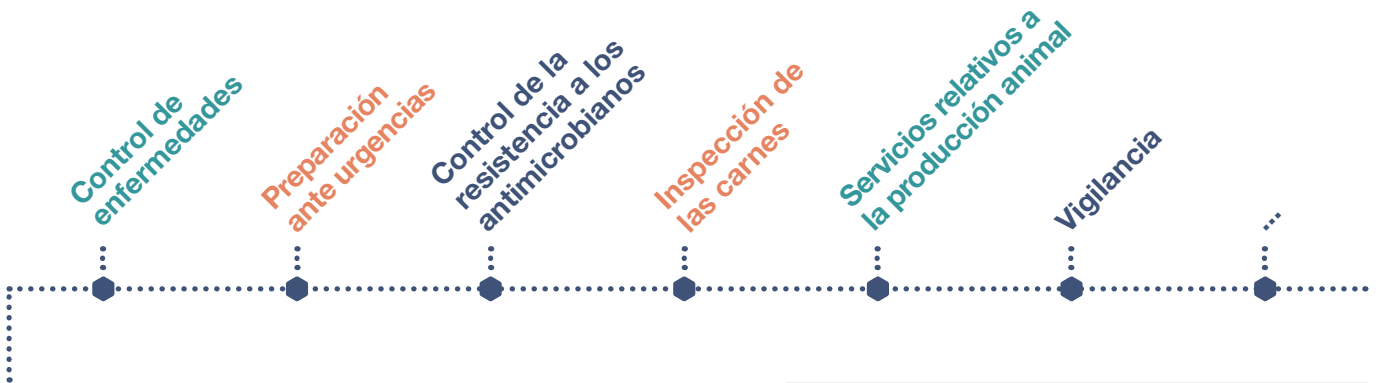 Control de
enfermedades
Preparación
ante urgencias
Control de la
resistencia a los
antimicrobianos
Inspección de
las carnes
Servicios relativos a
la producción animal
Vigilancia
...